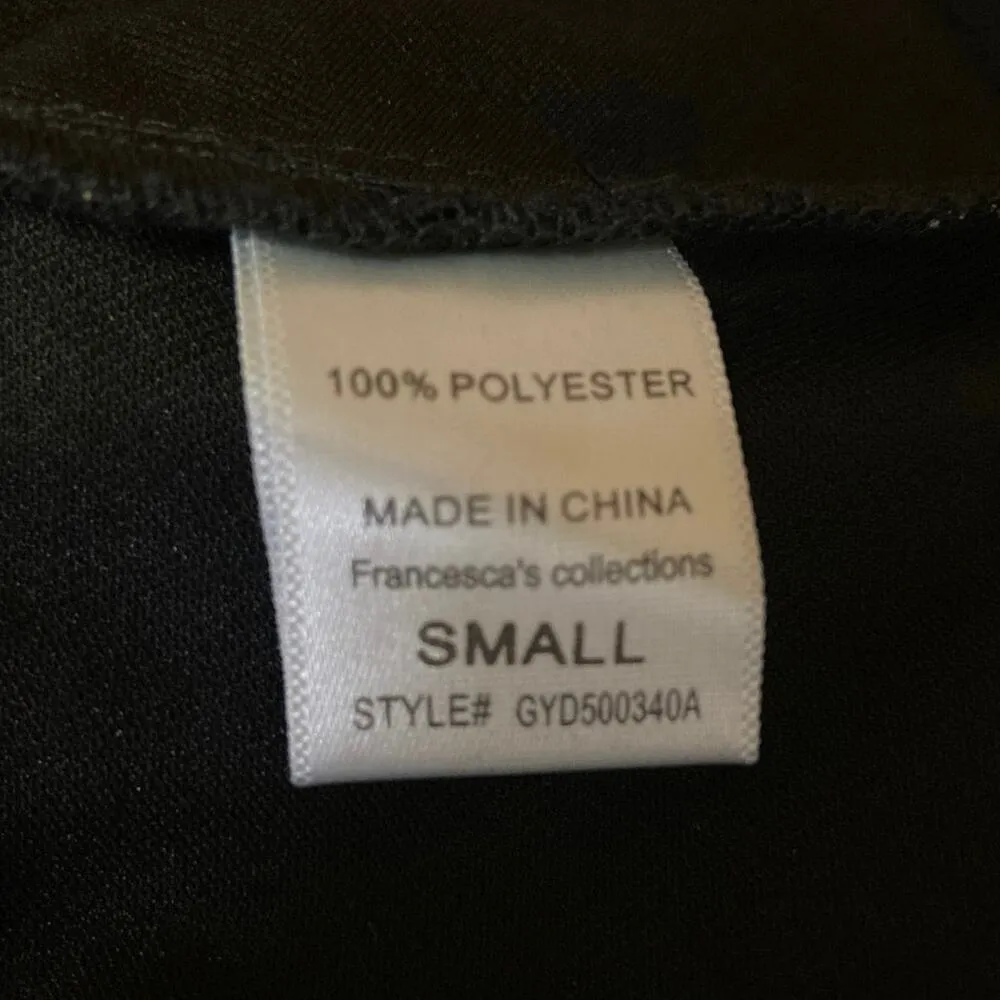 100% POLYESTER
MADE IN CHINA
Francesca's collections
SMALL
STYLE# GYD500340A